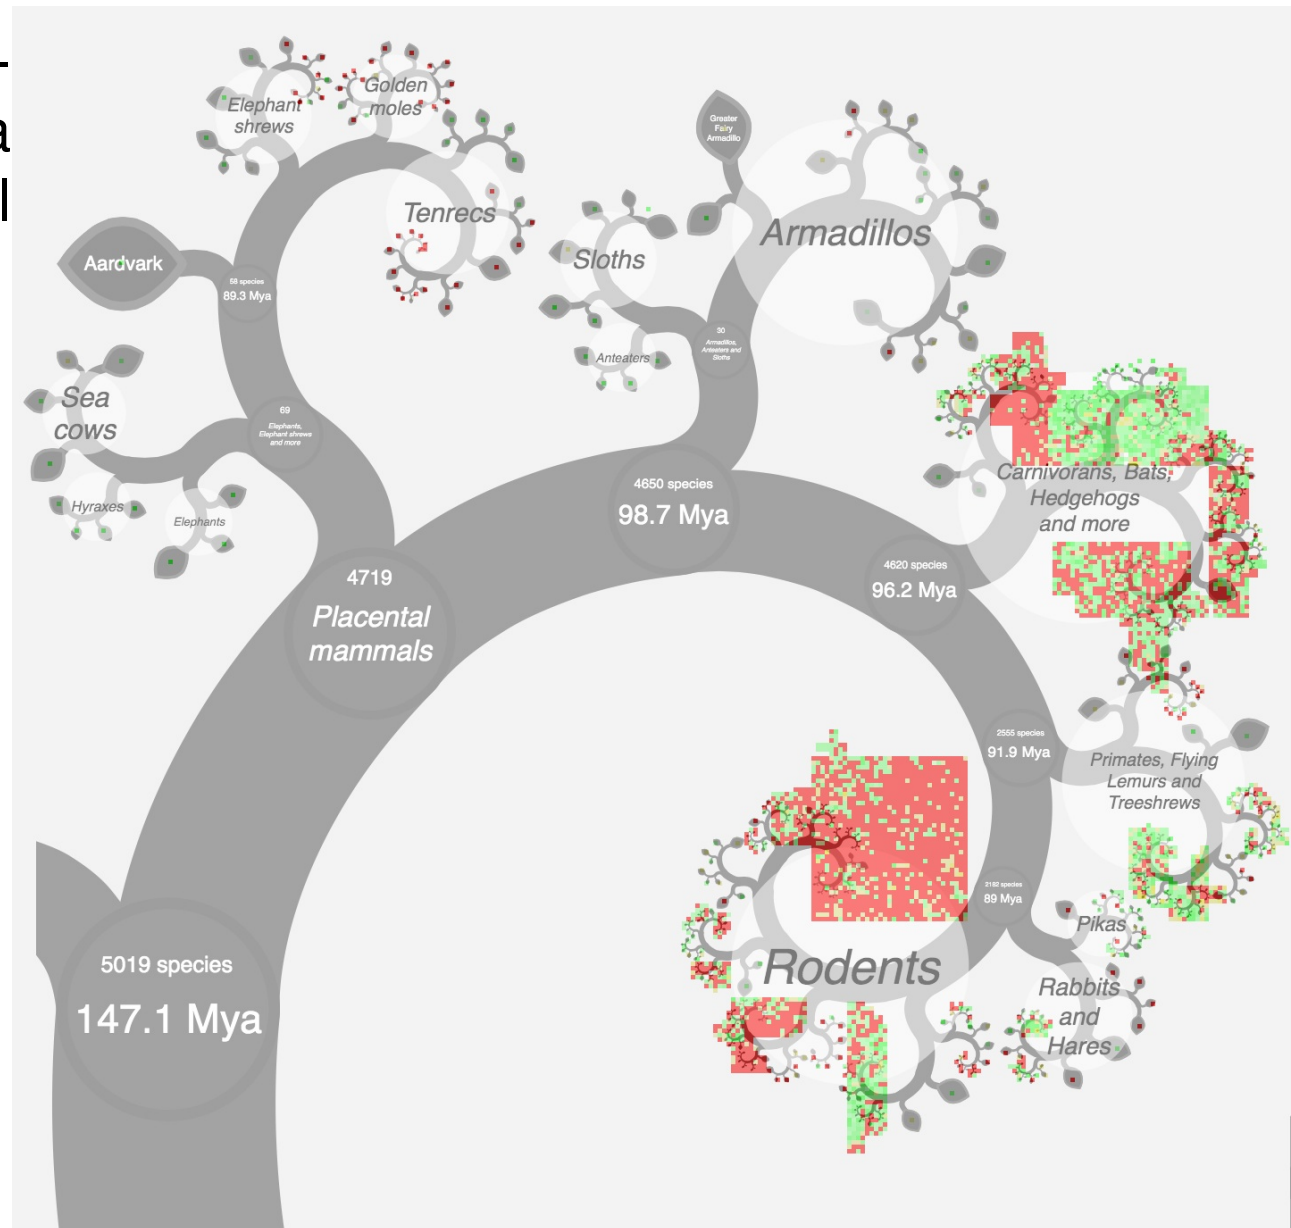 a
l
Elephant
shrews
Golden
moles
Greater
Fairy
Armadillo
Tenrecs
Armadillos
Sloths
Aardvark
58 species
89.3 Mya
30
Armadillos,
Anteaters and
Sloths
Anteaters
Sea
cows
69
Elephants,
Elephant shrews
and more
Hyraxes
Elephants
Carnivorans, Bats,
Hedgehogs
and more
4650 species
98.7 Mya
4620 species
96.2 Mya
4719
Placental
mammals
2555 species
91.9 Mya
Primates, Flying
Lemurs and
Treeshrews
2182 species
89 Mya
Pikas
Rodents
Rabbits
and
Hares
5019 species
147.1 Mya